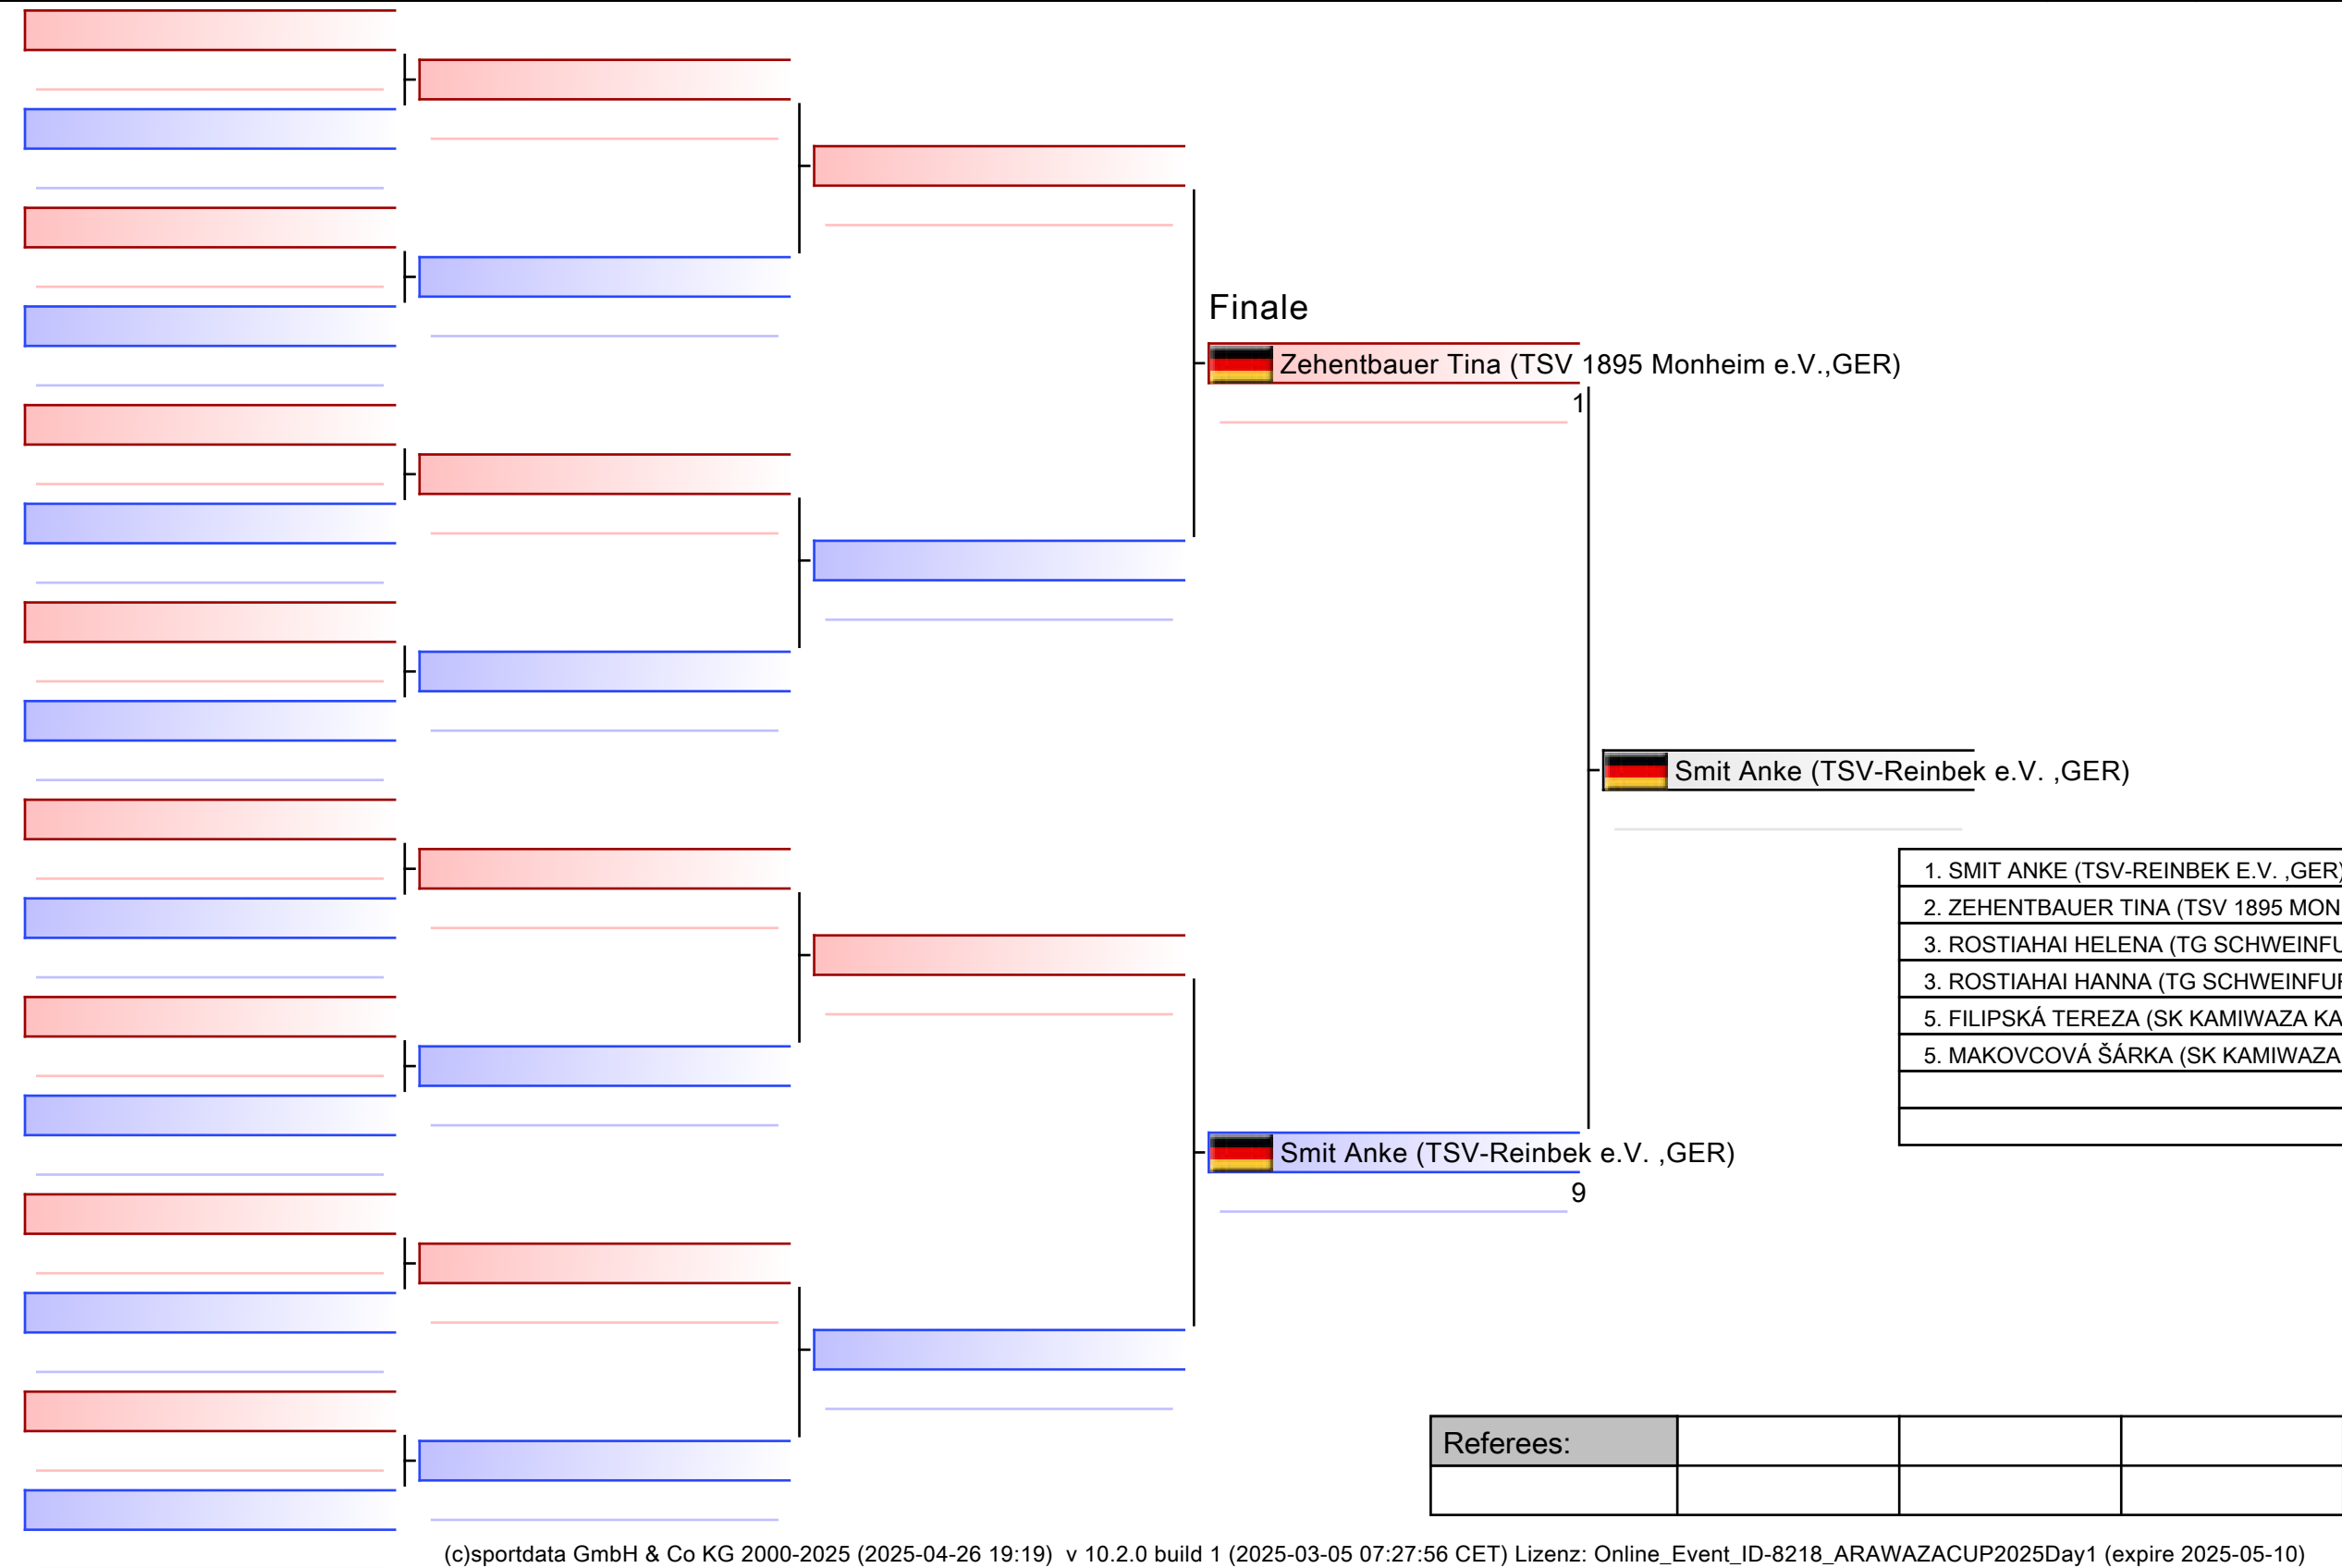 Finale
Zehentbauer Tina (TSV 1895 Monheim e.V.,GER)
1
Smit Anke (TSV-Reinbek e.V. ,GER)
1. SMIT ANKE (TSV-REINBEK E.V. ,GER)
2. ZEHENTBAUER TINA (TSV 1895 MON
3. ROSTIAHAI HELENA (TG SCHWEINFU
3. ROSTIAHAI HANNA (TG SCHWEINFUR
5. FILIPSKÁ TEREZA (SK KAMIWAZA KA
5. MAKOVCOVÁ ŠÁRKA (SK KAMIWAZA
Smit Anke (TSV-Reinbek e.V. ,GER)
9
Referees:
(c)sportdata GmbH & Co KG 2000-2025 (2025-04-26 19:19) v 10.2.0 build 1 (2025-03-05 07:27:56 CET) Lizenz: Online_Event_ID-8218_ARAWAZACUP2025Day1 (expire 2025-05-10)